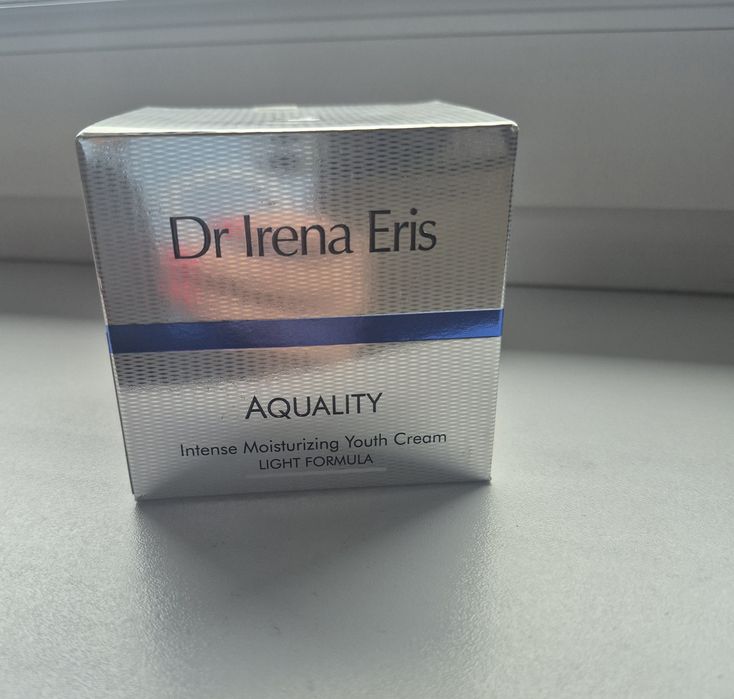 Dr Irena Eris
AQUALITY
Intense Moisturizing Youth Cream
LIGHT FORMULA